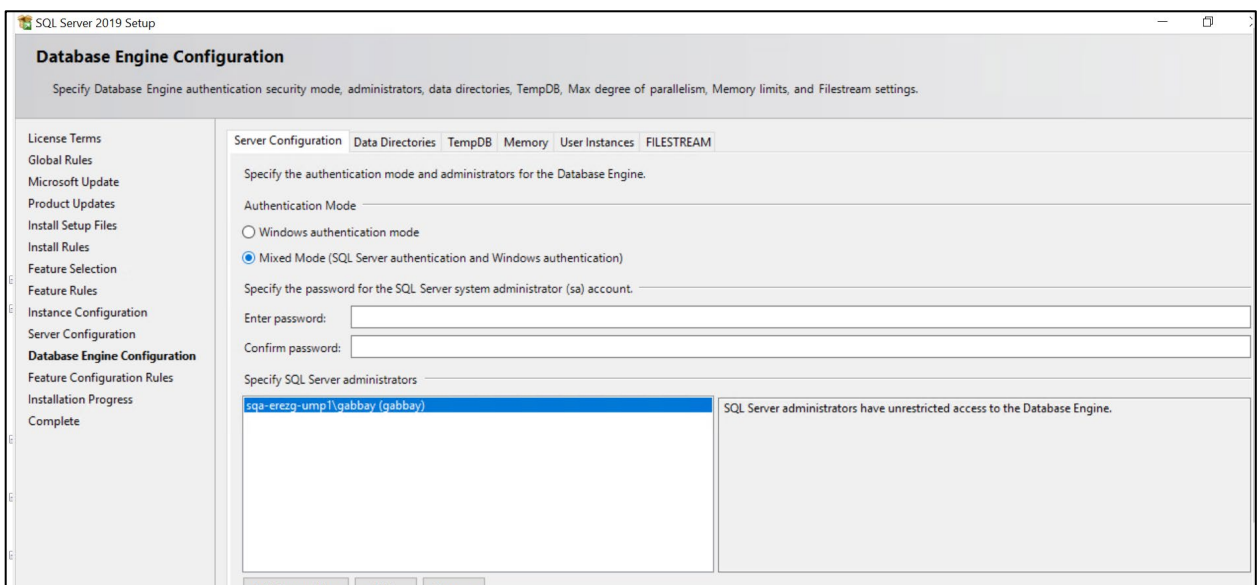 SQL Server 2019 Setup
Database Engine Configuration
Specify Database Engine authentication security mode, administrators, data directories, TempDB, Max degree of parallelism, Memory limits, and Filestream settings.
License Terms
Global Rules
Microsoft Update
Product Updates
Install Setup Files
Install Rules
Feature Selection
Feature Rules
Instance Configuration
Server Configuration
Database Engine Configuration
Feature Configuration Rules
Installation Progress
Complete
Server Configuration Data Directories TempDB Memory User Instances FILESTREAM
Specify the authentication mode and administrators for the Database Engine.
Authentication Mode
Windows authentication mode
Mixed Mode (SQL Server authentication and Windows authentication)
Specify the password for the SQL Server system administrator (sa) account.
Enter password:
Confirm password:
Specify SQL Server administrators
sqa-erezg-ump1\gabbay (gabbay)
SQL Server administrators have unrestricted access to the Database Engine.